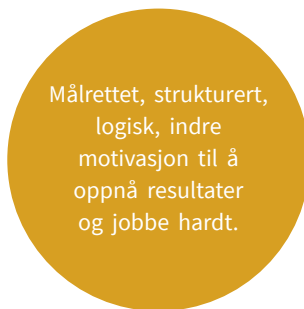 Målrettet, strukturert,
logisk, indre
motivasjon til å
oppnå resultater
og jobbe hardt.